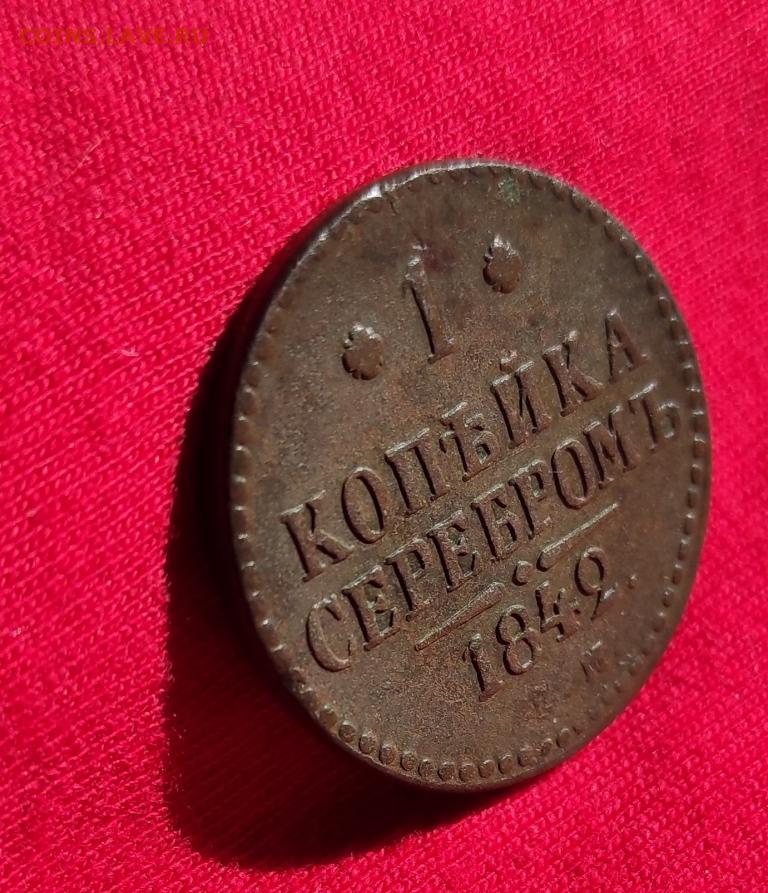 COINS.LAVE.RU
1
КОПѢЙКА
СЕРЕБРОМЪ
1842.